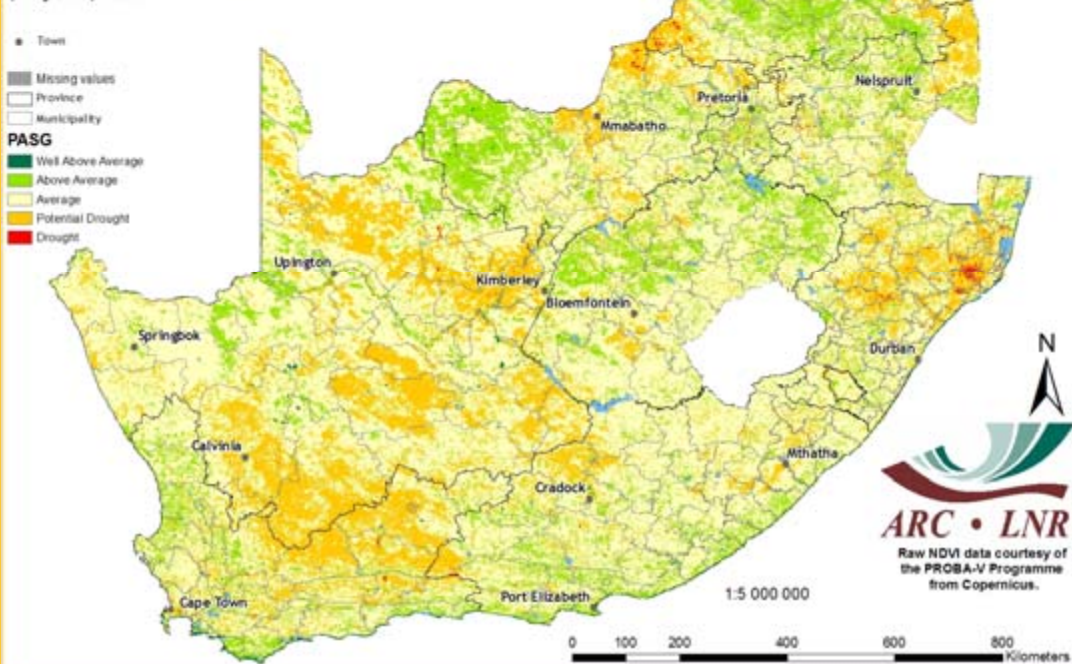 Town
Missing values
Province
Municipality
PASG
Well Above Average
Above Average
Average
Potential Drought
Drought
Nelspruit
Pretoria
Mmabatho
Upington
Kimberley
Bloemfontein
Springbok
Durban
N
Calvinia
Mthatha
Cradock
ARC • LNR
Raw NDVI data courtesy of
the PROBA-V Programme
from Copernicus.
1:5 000 000
Cape Town
Port Elizabeth
0 100 200 400 600 800
Kilometers